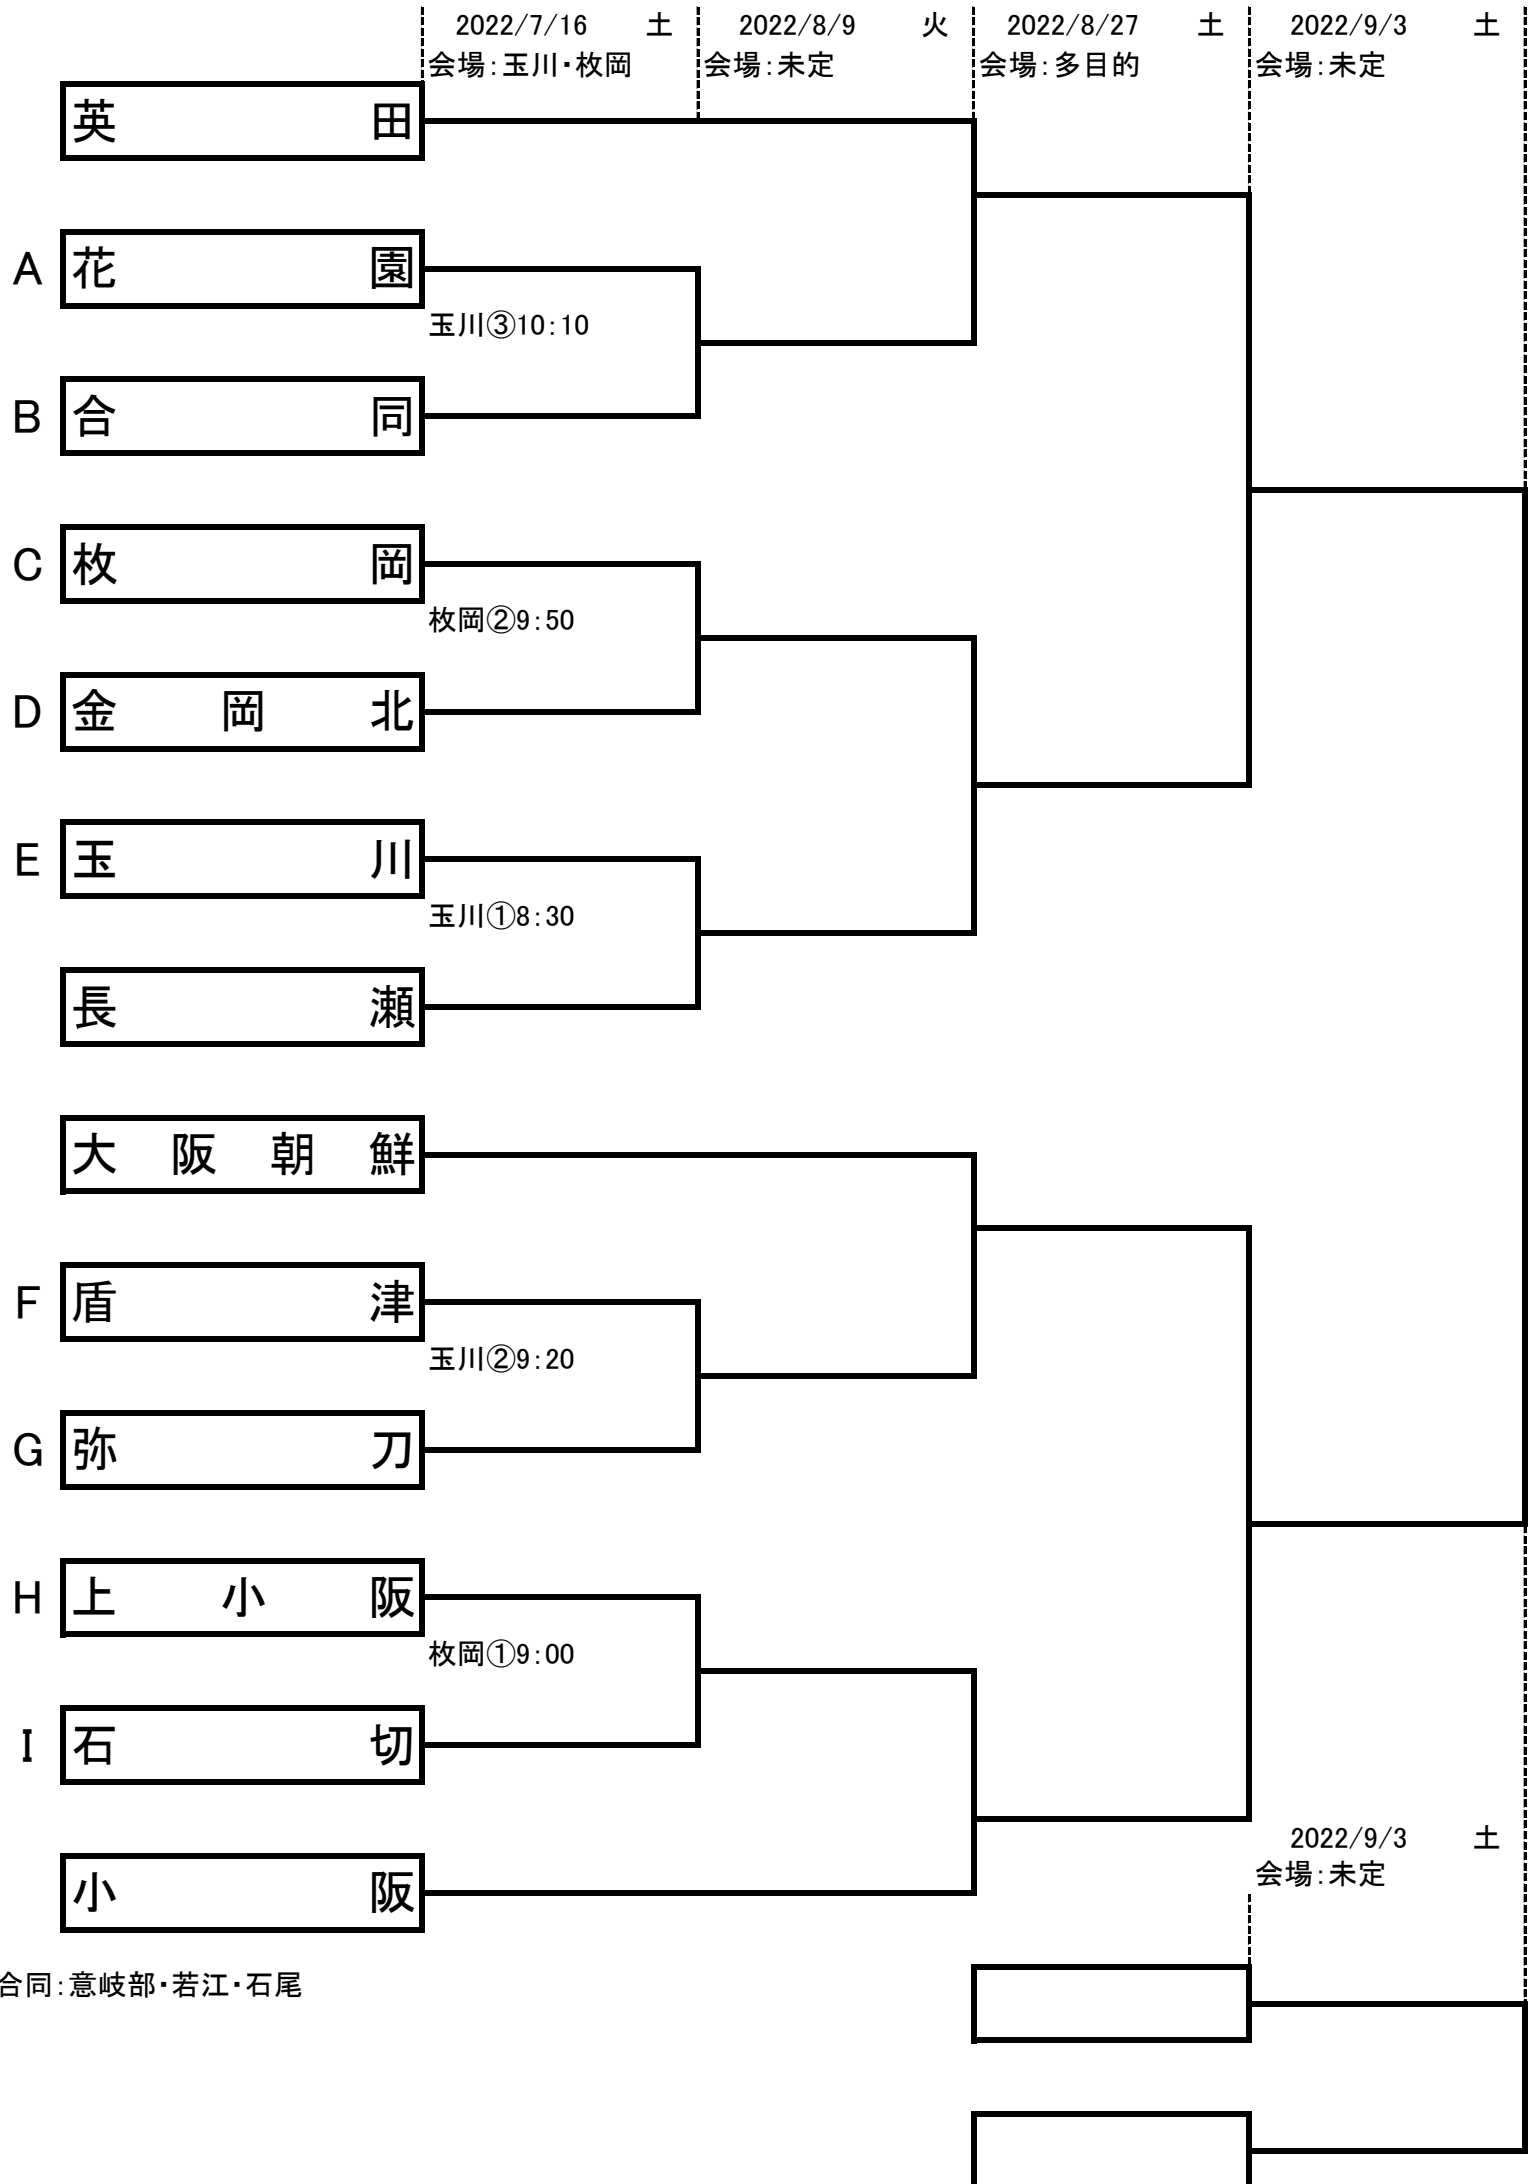 2022/7/16 土 2022/8/9 火 2022/8/27 土 2022/9/3 土
会場:玉川・枚岡 会場:未定 会場:多目的 会場:未定
英田
A 花園
玉川③10:10
B 合同
C 枚岡
枚岡②9:50
D 金岡北
E 玉川
玉川①8:30
長瀬
大阪朝鮮
F 盾津
玉川②9:20
G 弥刀
H 上小阪
枚岡①9:00
I 石切
2022/9/3 土
会場:未定
小阪
合同:意岐部・若江・石尾